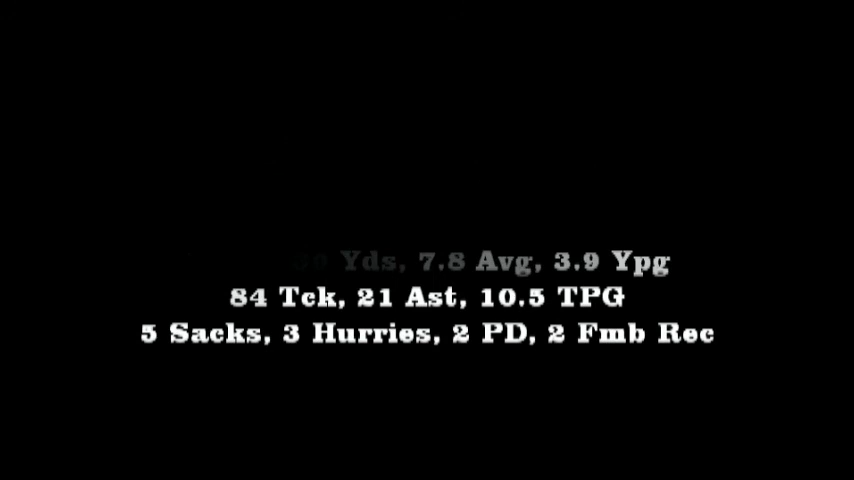 39 Yds, 7.8 Avg, 3.9 Ypg
84 Tck, 21 Ast, 10.5 TPG
5 Sacks, 3 Hurries, 2 PD, 2 Fmb Rec